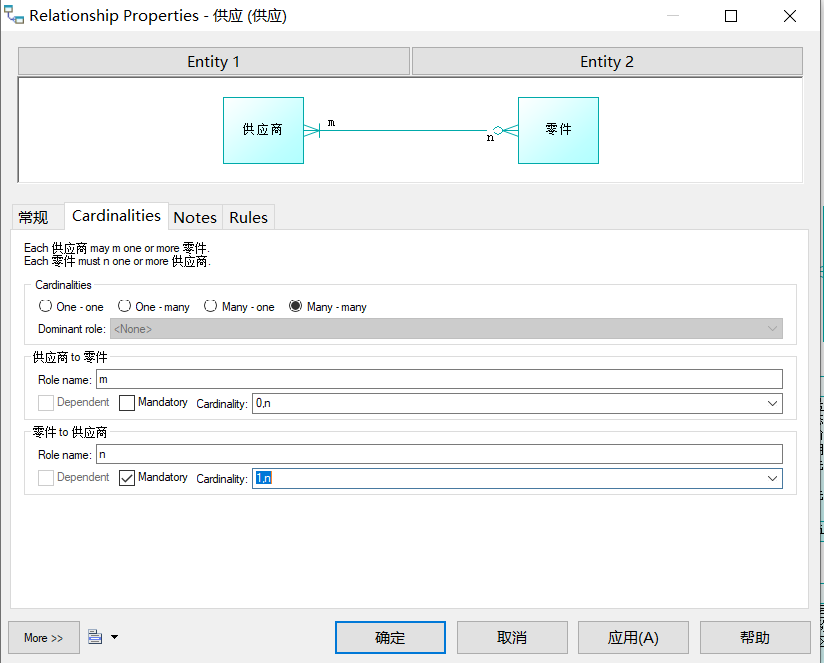 Relationship Properties - 供应 (供应)
Entity 1
Entity 2
供应商
m
n
零件
常规
Cardinalities
Notes
Rules
Each 供应商 may m one or more 零件.
Each 零件 must n one or more 供应商.
Cardinalities
One - one
One - many
Many - one
Many - many
Dominant role:
<None>
供应商 to 零件
Role name:
m
Dependent
Mandatory
Cardinality:
0,n
零件 to 供应商
Role name:
n
Dependent
Mandatory
Cardinality:
1,n
More >>
确定
取消
应用(A)
帮助